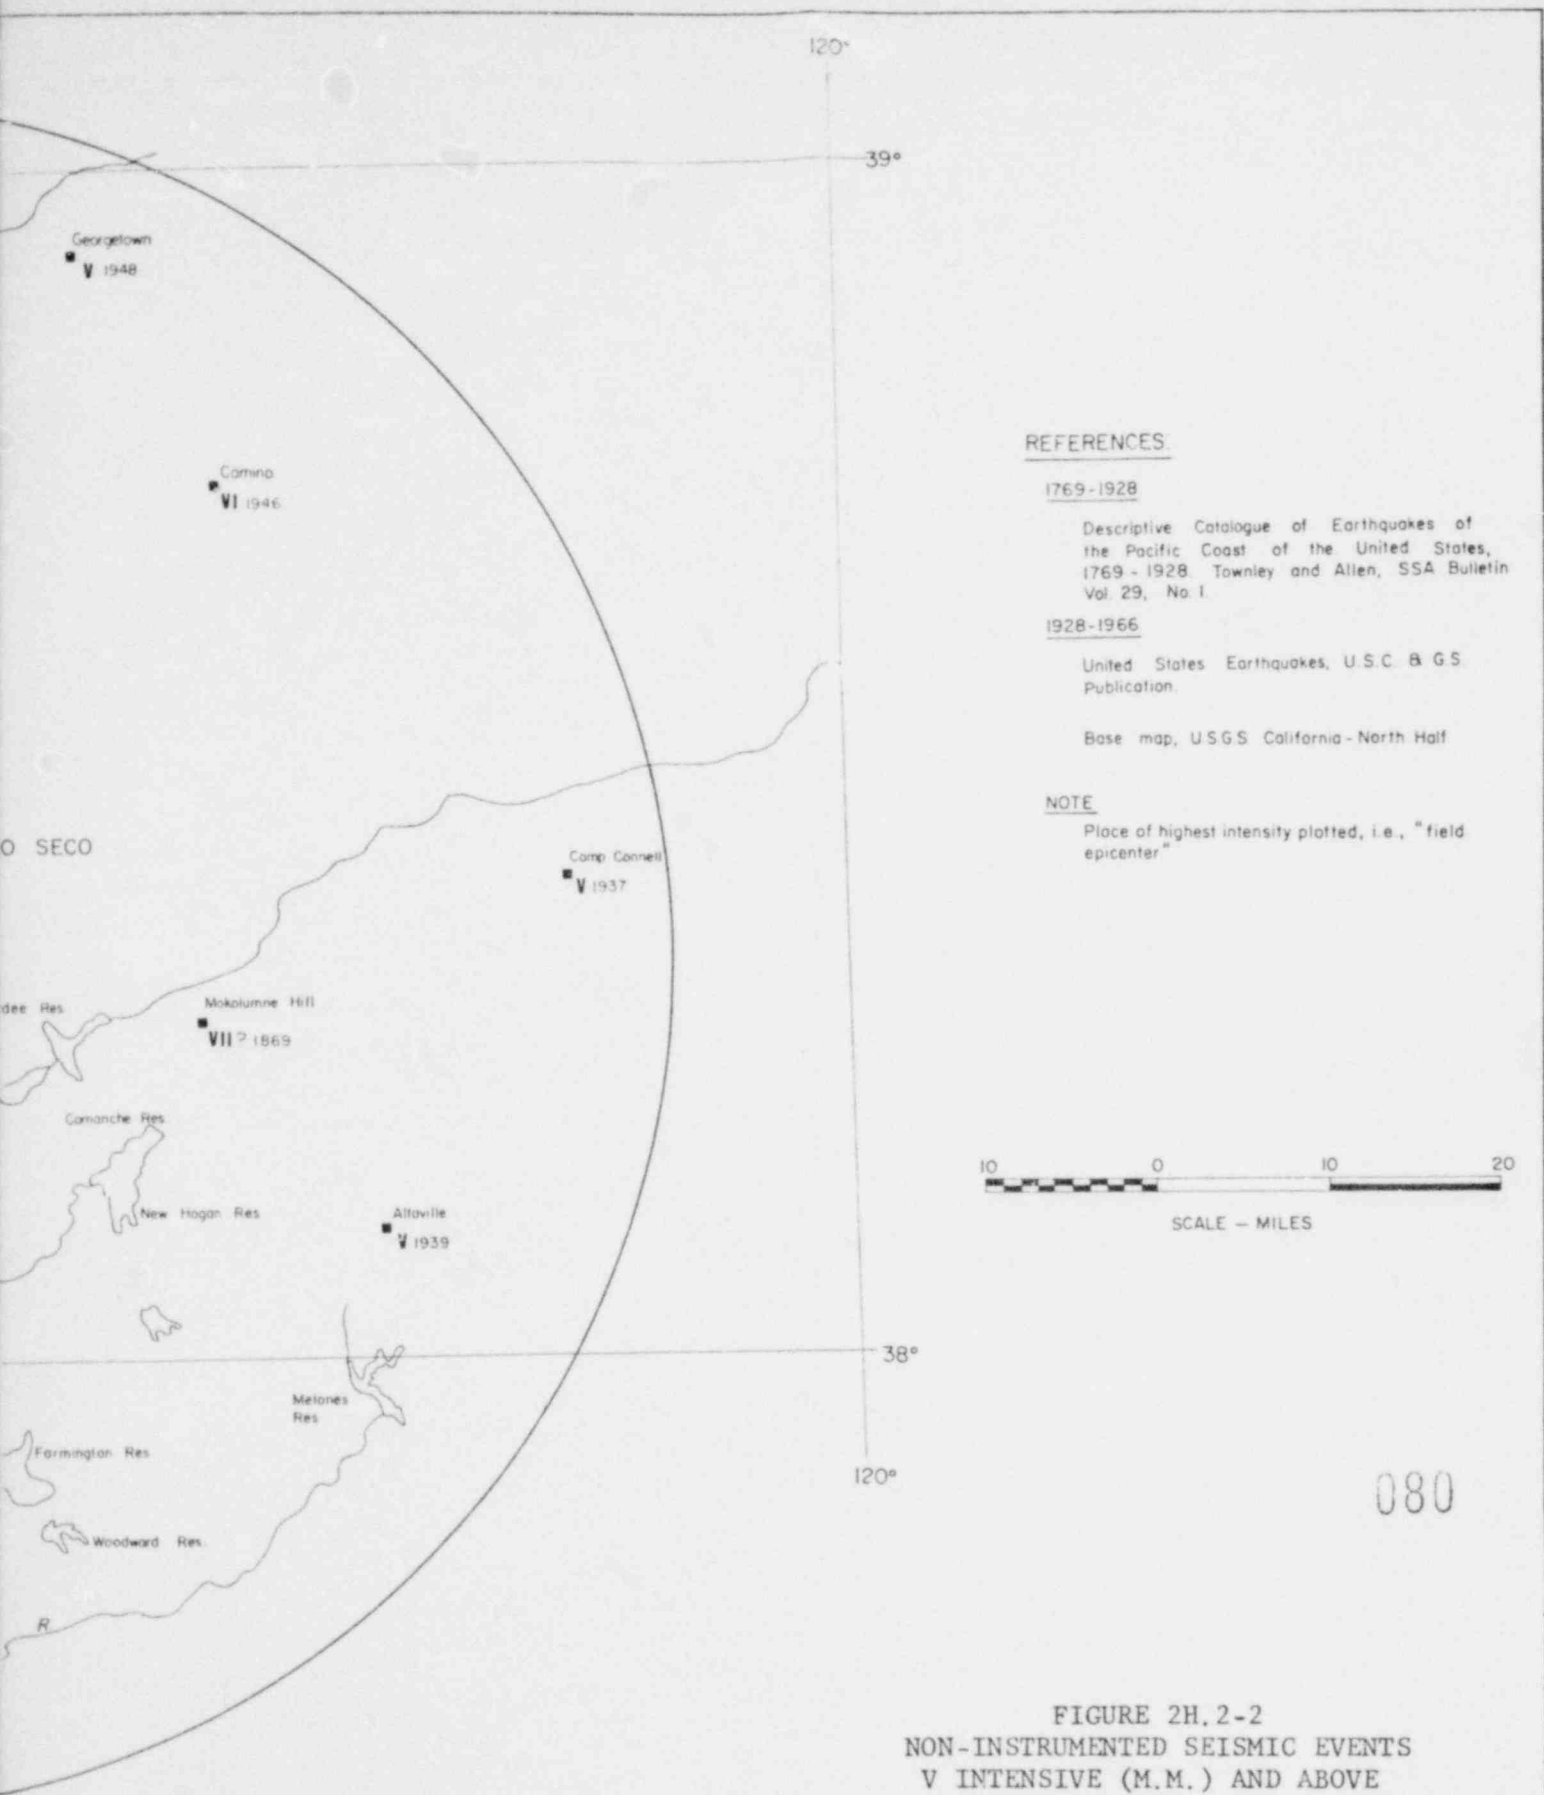 120°
39°
Georgetown
V 1948
REFERENCES:
Camino
VI 1946
1769-1928
Descriptive Catalogue of Earthquakes of
the Pacific Coast of the United States,
1769 - 1928. Townley and Allen, SSA Bulletin
Vol. 29, No. 1.
1928-1966
United States Earthquakes, U.S.C. & G.S.
Publication.
Base map, U.S.G.S. California - North Half
NOTE
Place of highest intensity plotted, i.e., "field
epicenter"
O SECO
Camp Connell
V 1937
dee Res.
Mokolumne Hill
VII ? 1869
Comanche Res.
10 0 10 20
SCALE - MILES
New Hogan Res.
Altaville
V 1939
38°
Melones
Res.
Farmington Res.
120°
080
Woodward Res.
R
FIGURE 2H.2-2
NON-INSTRUMENTED SEISMIC EVENTS
V INTENSIVE (M.M.) AND ABOVE